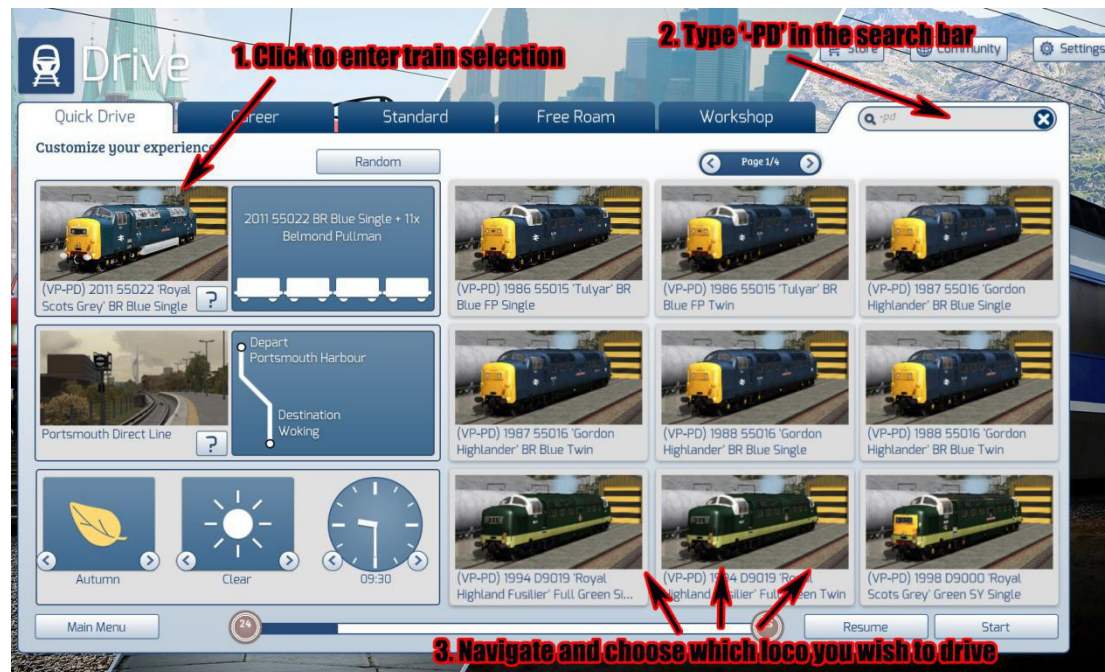 Drive
1. Click to enter train selection
2. Type '-PD' in the search bar
Store
Community
Settings
Quick Drive
Career
Standard
Free Roam
Workshop
-pd
Customize your experience
Random
Page 1/4
(VP-PD) 2011 55022 'Royal
Scots Grey' BR Blue Single
?
2011 55022 BR Blue Single + 11x
Belmond Pullman
(VP-PD) 1986 55015 'Tulyar' BR
Blue FP Single
(VP-PD) 1986 55015 'Tulyar' BR
Blue FP Twin
(VP-PD) 1987 55016 'Gordon
Highlander' BR Blue Single
Portsmouth Direct Line
?
Depart
Portsmouth Harbour
Destination
Woking
(VP-PD) 1987 55016 'Gordon
Highlander' BR Blue Twin
(VP-PD) 1988 55016 'Gordon
Highlander' BR Blue Single
(VP-PD) 1988 55016 'Gordon
Highlander' BR Blue Twin
Autumn
Clear
09:30
(VP-PD) 1994 D9019 'Royal
Highland Fusilier' Full Green Si...
(VP-PD) 1994 D9019 'Royal
Highland Fusilier' Full Green Twin
(VP-PD) 1998 D9000 'Royal
Scots Grey' Green SY Single
Main Menu
24
Resume
Start
3. Navigate and choose which loco you wish to drive